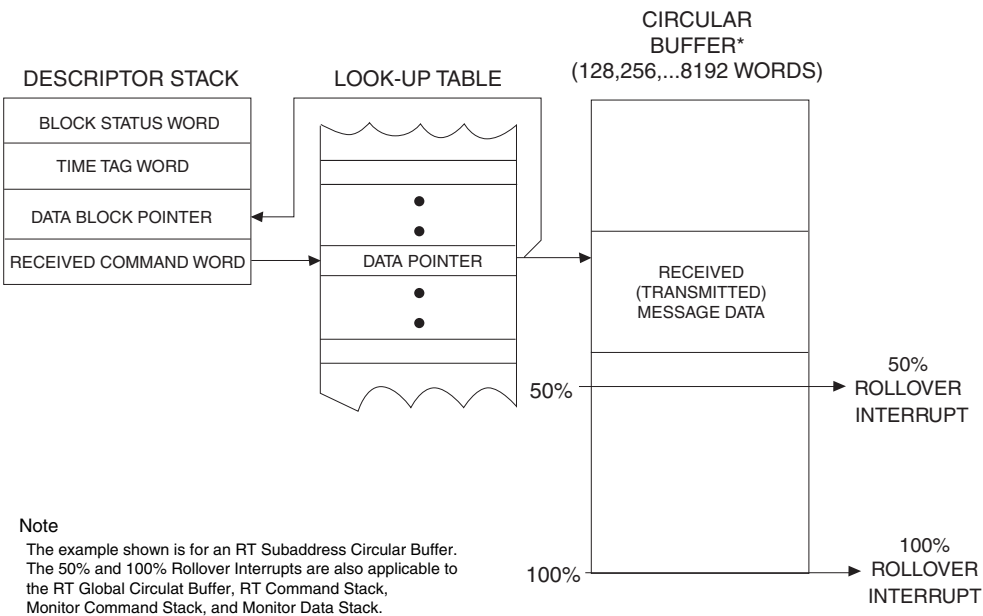 CIRCULAR
BUFFER*
(128,256,...8192 WORDS)
DESCRIPTOR STACK
LOOK-UP TABLE
BLOCK STATUS WORD
TIME TAG WORD
DATA BLOCK POINTER
RECEIVED COMMAND WORD
DATA POINTER
RECEIVED
(TRANSMITTED)
MESSAGE DATA
50%
50%
ROLLOVER
INTERRUPT
100%
100%
ROLLOVER
INTERRUPT
Note
The example shown is for an RT Subaddress Circular Buffer.
The 50% and 100% Rollover Interrupts are also applicable to
the RT Global Circulat Buffer, RT Command Stack,
Monitor Command Stack, and Monitor Data Stack.